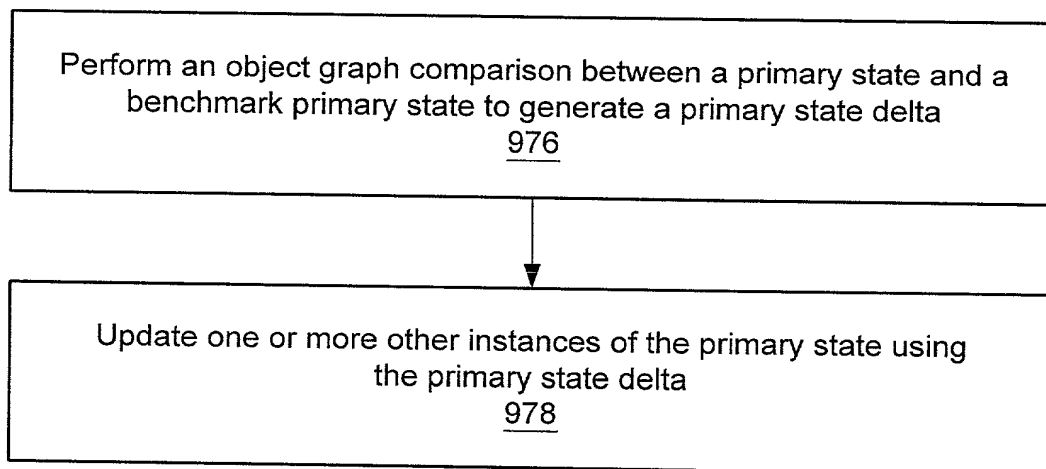 Perform an object graph comparison between a primary state and a
benchmark primary state to generate a primary state delta
976
Update one or more other instances of the primary state using
the primary state delta
978